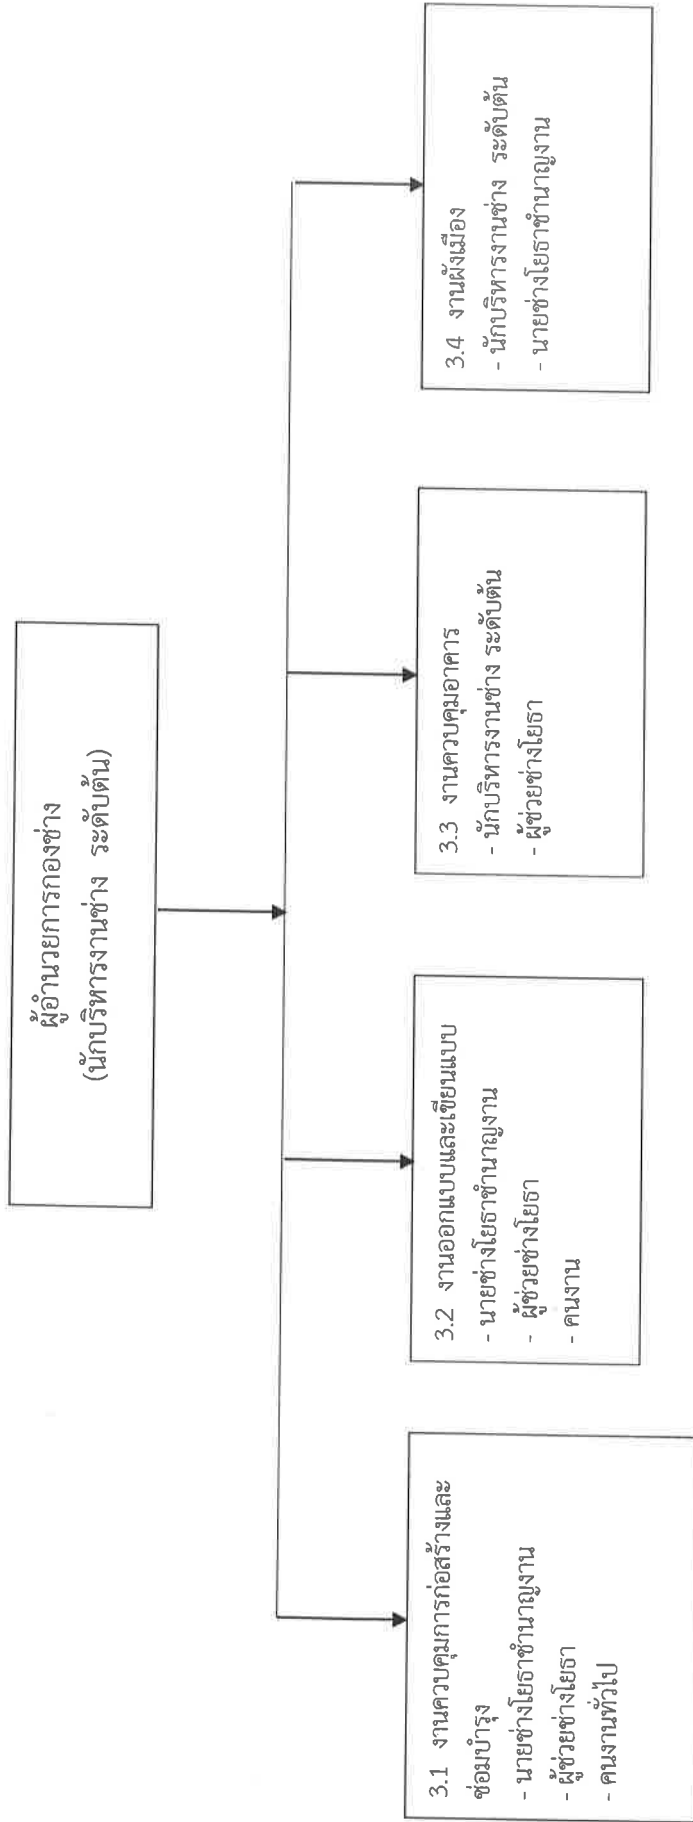 ผู้อำนวยการกองช่าง
(นักบริหารงานช่าง ระดับต้น)
3.1 งานควบคุมการก่อสร้างและ
ซ่อมบำรุง
- นายช่างโยธาชำนาญงาน
- ผู้ช่วยช่างโยธา
- คนงานทั่วไป
3.2 งานออกแบบและเขียนแบบ
- นายช่างโยธาชำนาญงาน
- ผู้ช่วยช่างโยธา
- คนงาน
3.3 งานควบคุมอาคาร
- นักบริหารงานช่าง ระดับต้น
- ผู้ช่วยช่างโยธา
3.4 งานผังเมือง
- นักบริหารงานช่าง ระดับต้น
- นายช่างโยธาชำนาญงาน